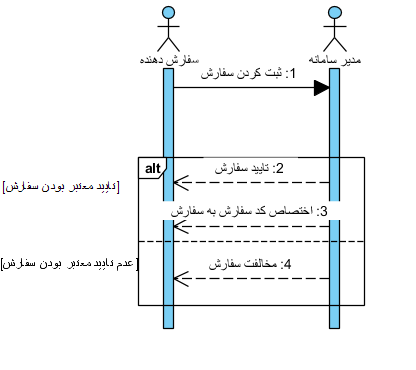 سفارش دهنده
مدیر سامانه
1: ثبت کردن سفارش
alt
2: تایید سفارش
[تایید معتبر بودن سفارش]
3: اختصاص کد سفارش به سفارش
[عدم تایید معتبر بودن سفارش]
4: مخالفت سفارش